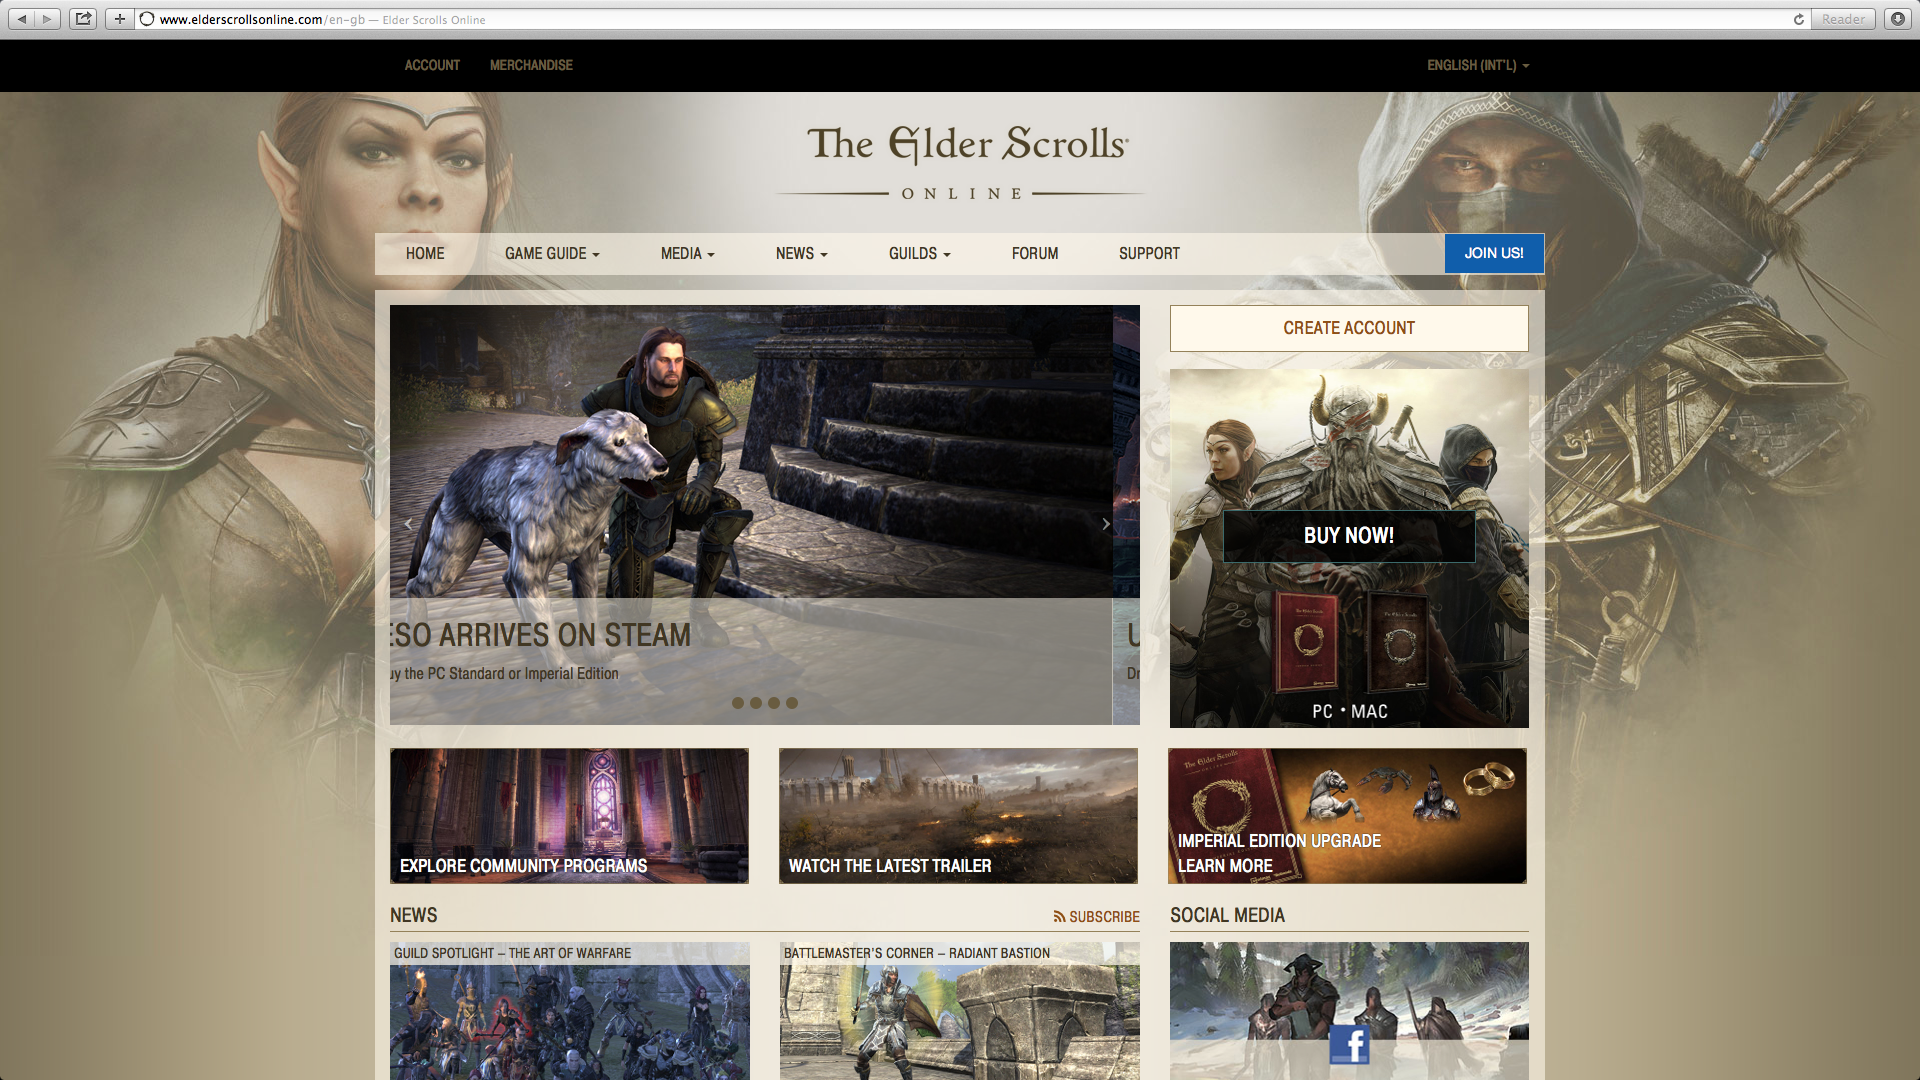 www.elderscrollsonline.com/en-gb — Elder Scrolls Online
Reader
ACCOUNT
MERCHANDISE
ENGLISH (INT'L)
The Elder Scrolls
ONLINE
HOME
GAME GUIDE
MEDIA
NEWS
GUILDS
FORUM
SUPPORT
JOIN US!
ESO ARRIVES ON STEAM
uy the PC Standard or Imperial Edition
U
Dr
CREATE ACCOUNT
BUY NOW!
PC • MAC
EXPLORE COMMUNITY PROGRAMS
WATCH THE LATEST TRAILER
The Elder Scrolls
IMPERIAL EDITION UPGRADE
LEARN MORE
NEWS
SUBSCRIBE
SOCIAL MEDIA
GUILD SPOTLIGHT – THE ART OF WARFARE
BATTLEMASTER'S CORNER – RADIANT BASTION